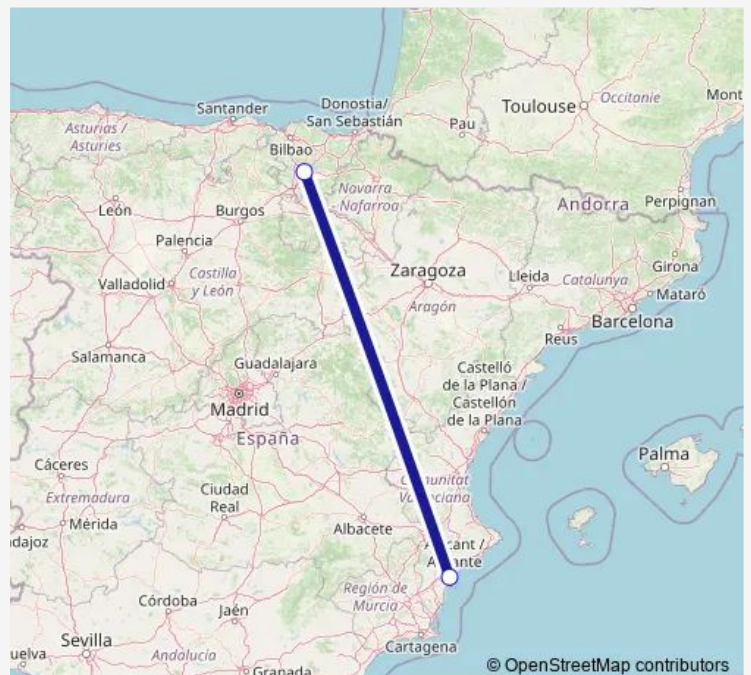 Santander
Donostia/
San Sebastián
Toulouse
Occitanie
Mont
Asturias /
Asturies
Pau
Bilbao
Navarra
- Nafarroa
Andorra
Perpignan
León
Burgos
Palencia
Zaragoza
Lleida
Catalunya
Girona
Valladolid
Castilla
y León
Aragón
Mataró
Barcelona
Reus
Salamanca
Guadalajara
Castelló
de la Plana /
Castellón
de la Plana
Madrid
España
Palma
Cáceres
Extremadura
Ciudad
Real
Mérida
dajoz
Albacete
Región de
Murcia
Córdoba
Jaén
Sevilla
uelva
Andalucía
Granada
Cartagena
© OpenStreetMap contributors